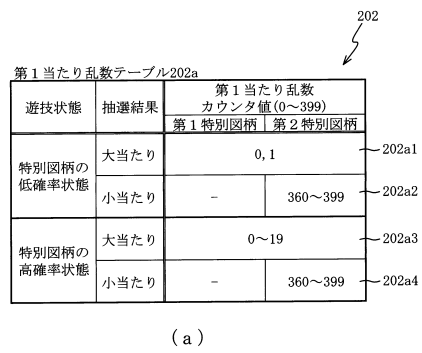 202
第1当たり乱数テーブル202a
遊技状態 抽選結果 第1当たり乱数
カウンタ値(0～399)
第1特別図柄 第2特別図柄
特別図柄の
低確率状態
大当たり 0,1 202a1
小当たり - 360～399 202a2
特別図柄の
高確率状態
大当たり 0～19 202a3
小当たり - 360～399 202a4
(a)